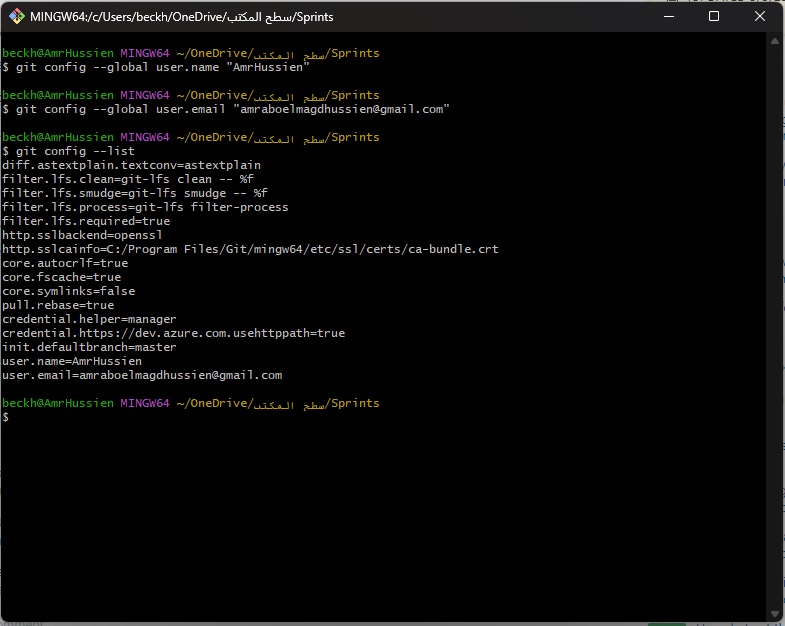 MINGW64:/c/Users/beckh/OneDrive/سطح المكتب/Sprints
beckh@AmrHussien MINGW64 ~/OneDrive/سطح المكتب/Sprints
$ git config --global user.name "AmrHussien"
beckh@AmrHussien MINGW64 ~/OneDrive/سطح المكتب/Sprints
$ git config --global user.email "amraboelmagdhussien@gmail.com"
beckh@AmrHussien MINGW64 ~/OneDrive/سطح المكتب/Sprints
$ git config --list
diff.astextplain.textconv=astextplain
filter.lfs.clean=git-lfs clean -- %f
filter.lfs.smudge=git-lfs smudge -- %f
filter.lfs.process=git-lfs filter-process
filter.lfs.required=true
http.sslbackend=openssl
http.sslcainfo=C:/Program Files/Git/mingw64/etc/ssl/certs/ca-bundle.crt
core.autocrlf=true
core.fscache=true
core.symlinks=false
pull.rebase=true
credential.helper=manager
credential.https://dev.azure.com.usehttppath=true
init.defaultbranch=master
user.name=AmrHussien
user.email=amraboelmagdhussien@gmail.com
beckh@AmrHussien MINGW64 ~/OneDrive/سطح المكتب/Sprints
$